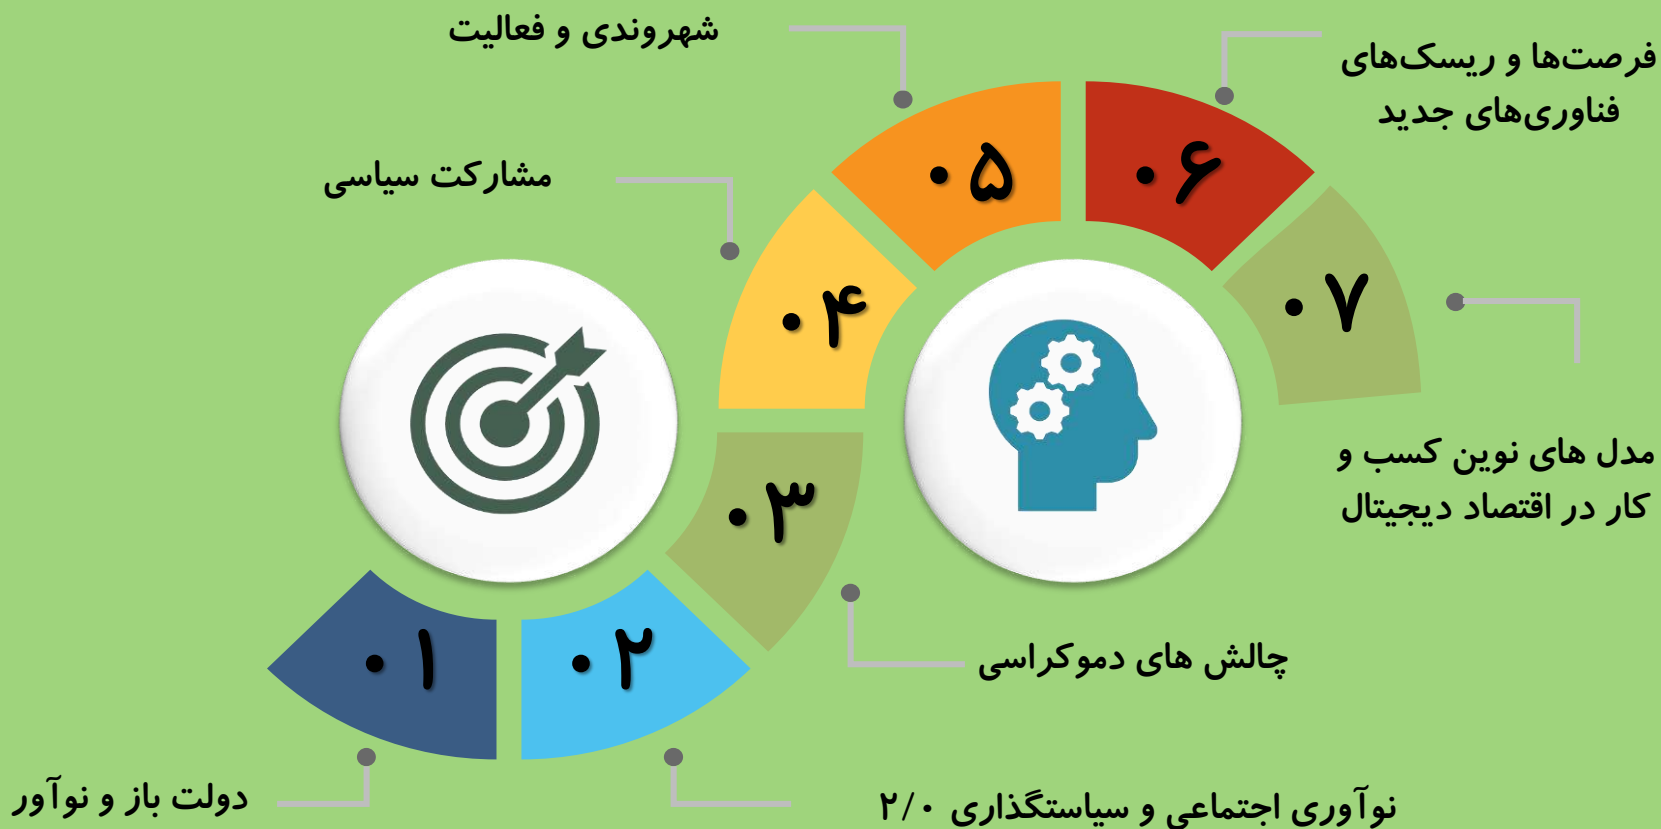 شهروندی و فعالیت
فرصت‌ها و ریسک‌های
فناوری‌های جدید
مشارکت سیاسی
۰۵
۰۶
۰۴
۰۷
مدل های نوین کسب و
کار در اقتصاد دیجیتال
۰۳
چالش های دموکراسی
۰۱
۰۲
دولت باز و نوآور
نوآوری اجتماعی و سیاستگذاری ۲/۰